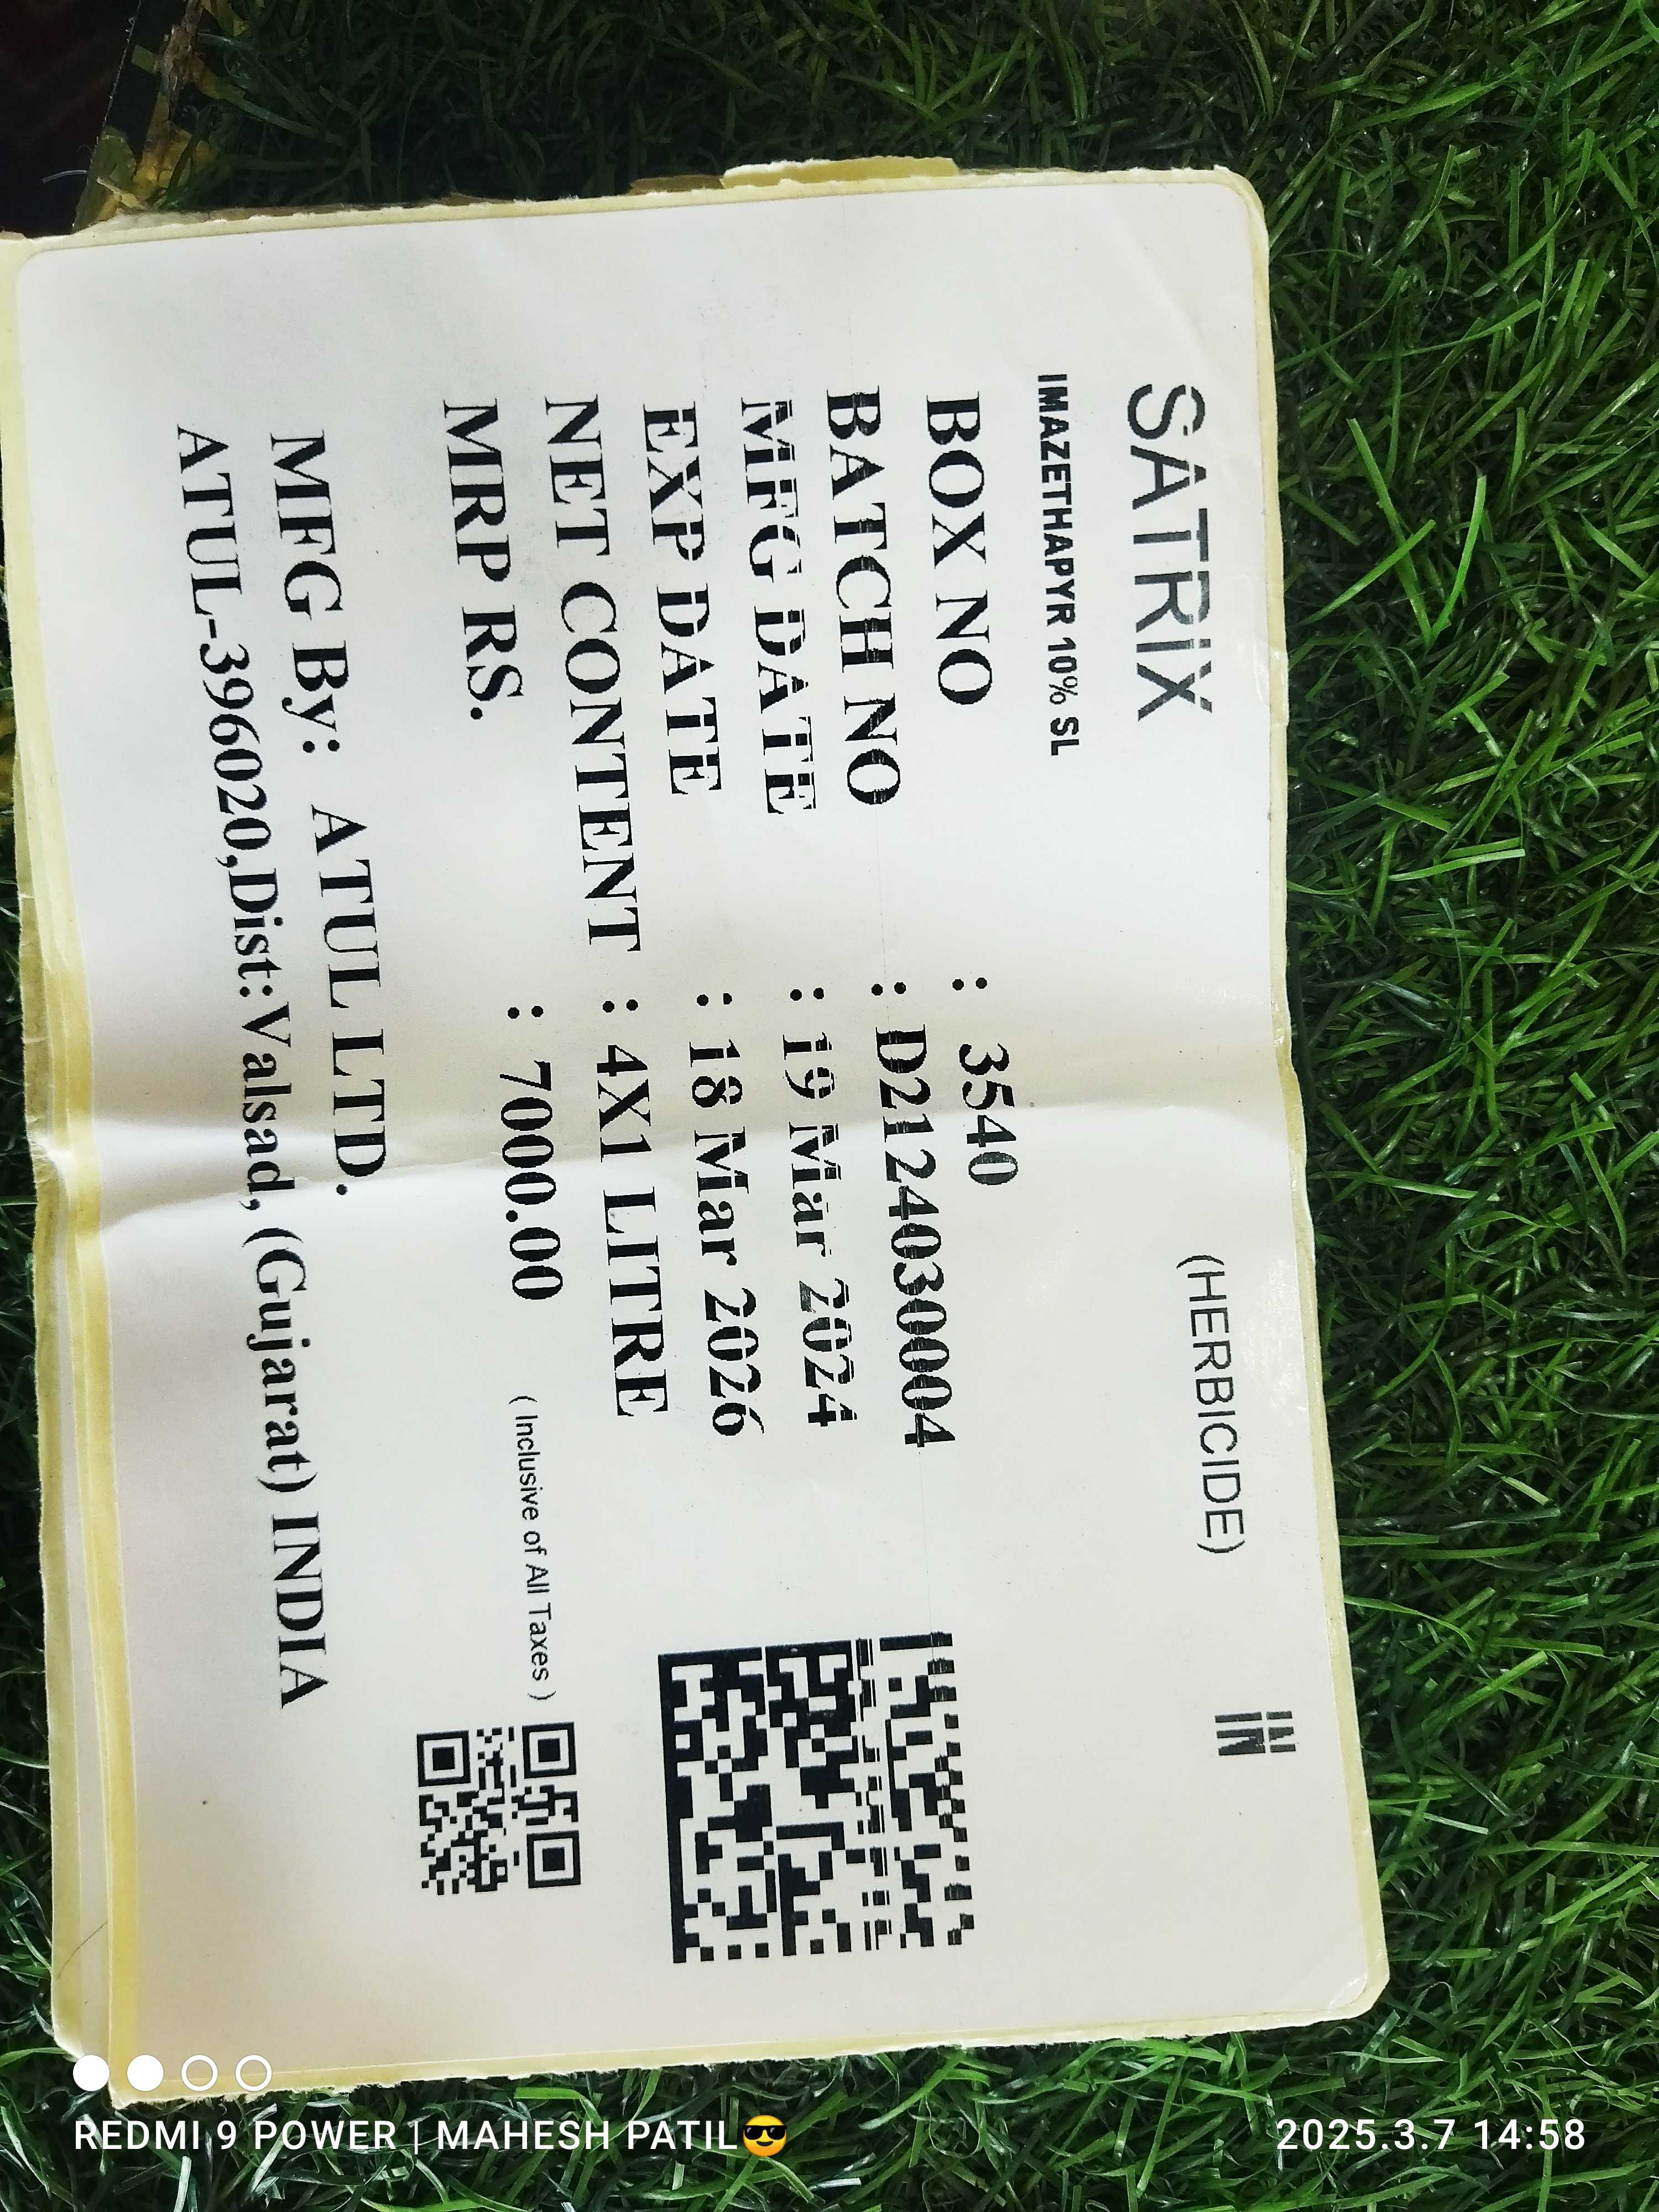 SATRIX (HERBICIDE) IN
IMAZETHAPYR 10% SL
BOX NO : 3540
BATCH NO : D2124030004
MFG DATE : 19 Mar 2024
EXP DATE : 18 Mar 2026
NET CONTENT : 4X1 LITRE
MRP RS. : 7000.00 ( Inclusive of All Taxes )
MFG By: ATUL LTD.
ATUL-396020,Dist:Valsad, (Gujarat) INDIA
REDMI 9 POWER | MAHESH PATIL😎 2025.3.7 14:58